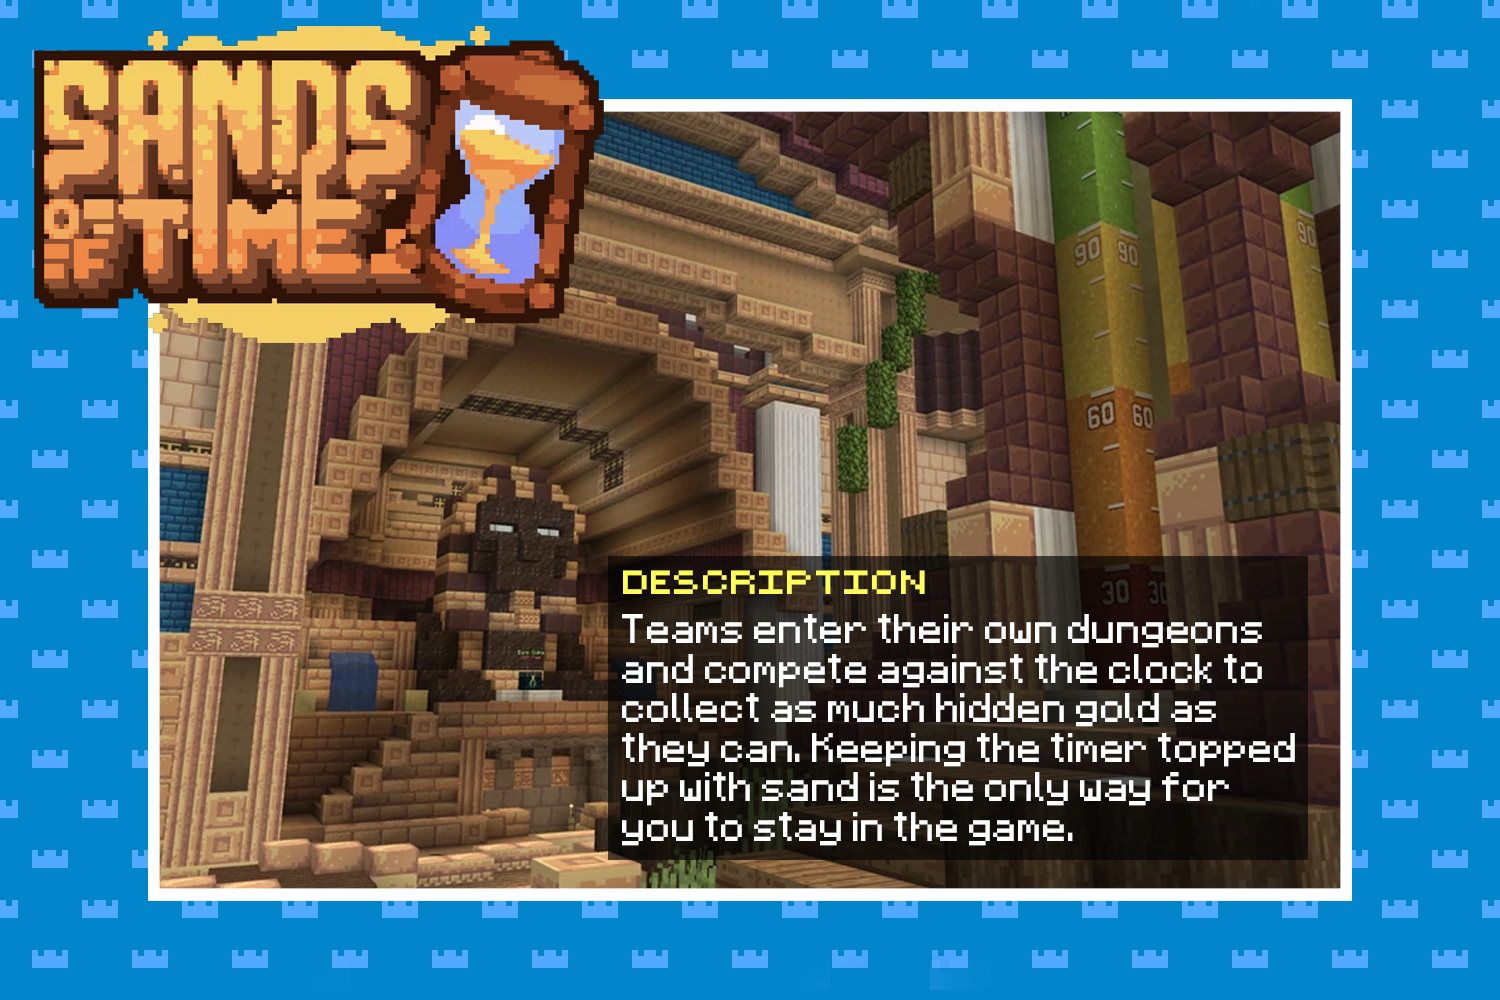 SANDS
OF TIME
90 90
90
60 60
30 30
DESCRIPTION
Teams enter their own dungeons
and compete against the clock to
collect as much hidden gold as
they can. Keeping the timer topped
up with sand is the only way for
you to stay in the game.